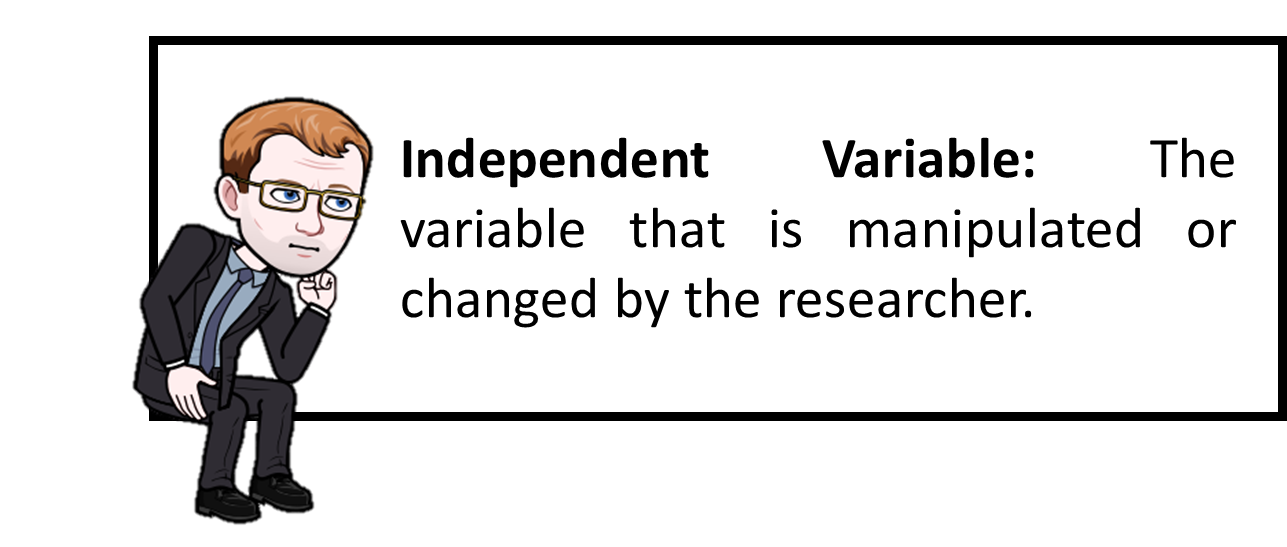 Independent Variable: The
variable that is manipulated or
changed by the researcher.